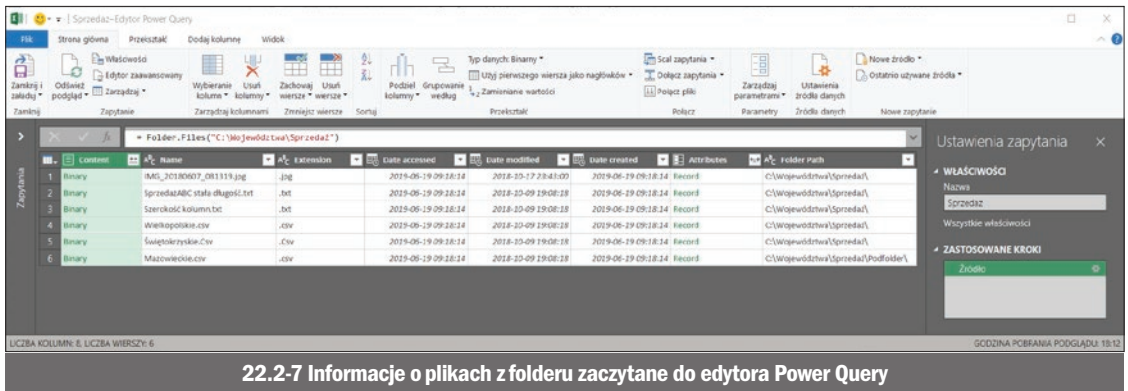 Sprzedaż-Edytor Power Query
Plik Strona główna Przekształć Dodaj kolumnę Widok
Zamknij i załaduj
Odśwież podgląd
Właściwości
Edytor zaawansowany
Zarządzaj
Wybieranie kolumn
Usuń kolumny
Zachowaj wiersze
Usuń wiersze
Podziel kolumny
Grupowanie według
Typ danych: Binarny
Użyj pierwszego wiersza jako nagłówków
Zamienianie wartości
Scal zapytania
Dołącz zapytania
Połącz pliki
Zarządzaj parametrami
Ustawienia źródła danych
Nowe źródło
Ostatnio używane źródła
Zamknij Zapytanie Zarządzaj kolumnami Zmniejsz wiersze Sortuj Przekształć Połącz Parametry Źródła danych Nowe zapytanie
= Folder.Files("C:\Województwa\Sprzedaż")
Zapytania
Content Name Extension Date accessed Date modified Date created Attributes Folder Path
1 Binary IMG_20180607_081319.jpg .jpg 2019-06-19 09:18:14 2018-10-17 23:43:00 2019-06-19 09:18:14 Record C:\Województwa\Sprzedaż\
2 Binary SprzedażABC stała długość.txt .txt 2019-06-19 09:18:14 2018-10-09 19:08:18 2019-06-19 09:18:14 Record C:\Województwa\Sprzedaż\
3 Binary Szerokość kolumn.txt .txt 2019-06-19 09:18:14 2018-10-09 19:08:18 2019-06-19 09:18:14 Record C:\Województwa\Sprzedaż\
4 Binary Wielkopolskie.csv .csv 2019-06-19 09:18:14 2018-10-09 19:08:18 2019-06-19 09:18:14 Record C:\Województwa\Sprzedaż\
5 Binary Świętokrzyskie.Csv .Csv 2019-06-19 09:18:14 2018-10-09 19:08:18 2019-06-19 09:18:14 Record C:\Województwa\Sprzedaż\
6 Binary Mazowieckie.csv .csv 2019-06-19 09:18:14 2018-10-09 19:08:18 2019-06-19 09:18:14 Record C:\Województwa\Sprzedaż\Podfolder\
Ustawienia zapytania
WŁAŚCIWOŚCI
Nazwa
Sprzedaż
Wszystkie właściwości
ZASTOSOWANE KROKI
Źródło
LICZBA KOLUMN: 8, LICZBA WIERSZY: 6
GODZINA POBRANIA PODGLĄDU: 18:12
22.2-7 Informacje o plikach z folderu zaczytane do edytora Power Query